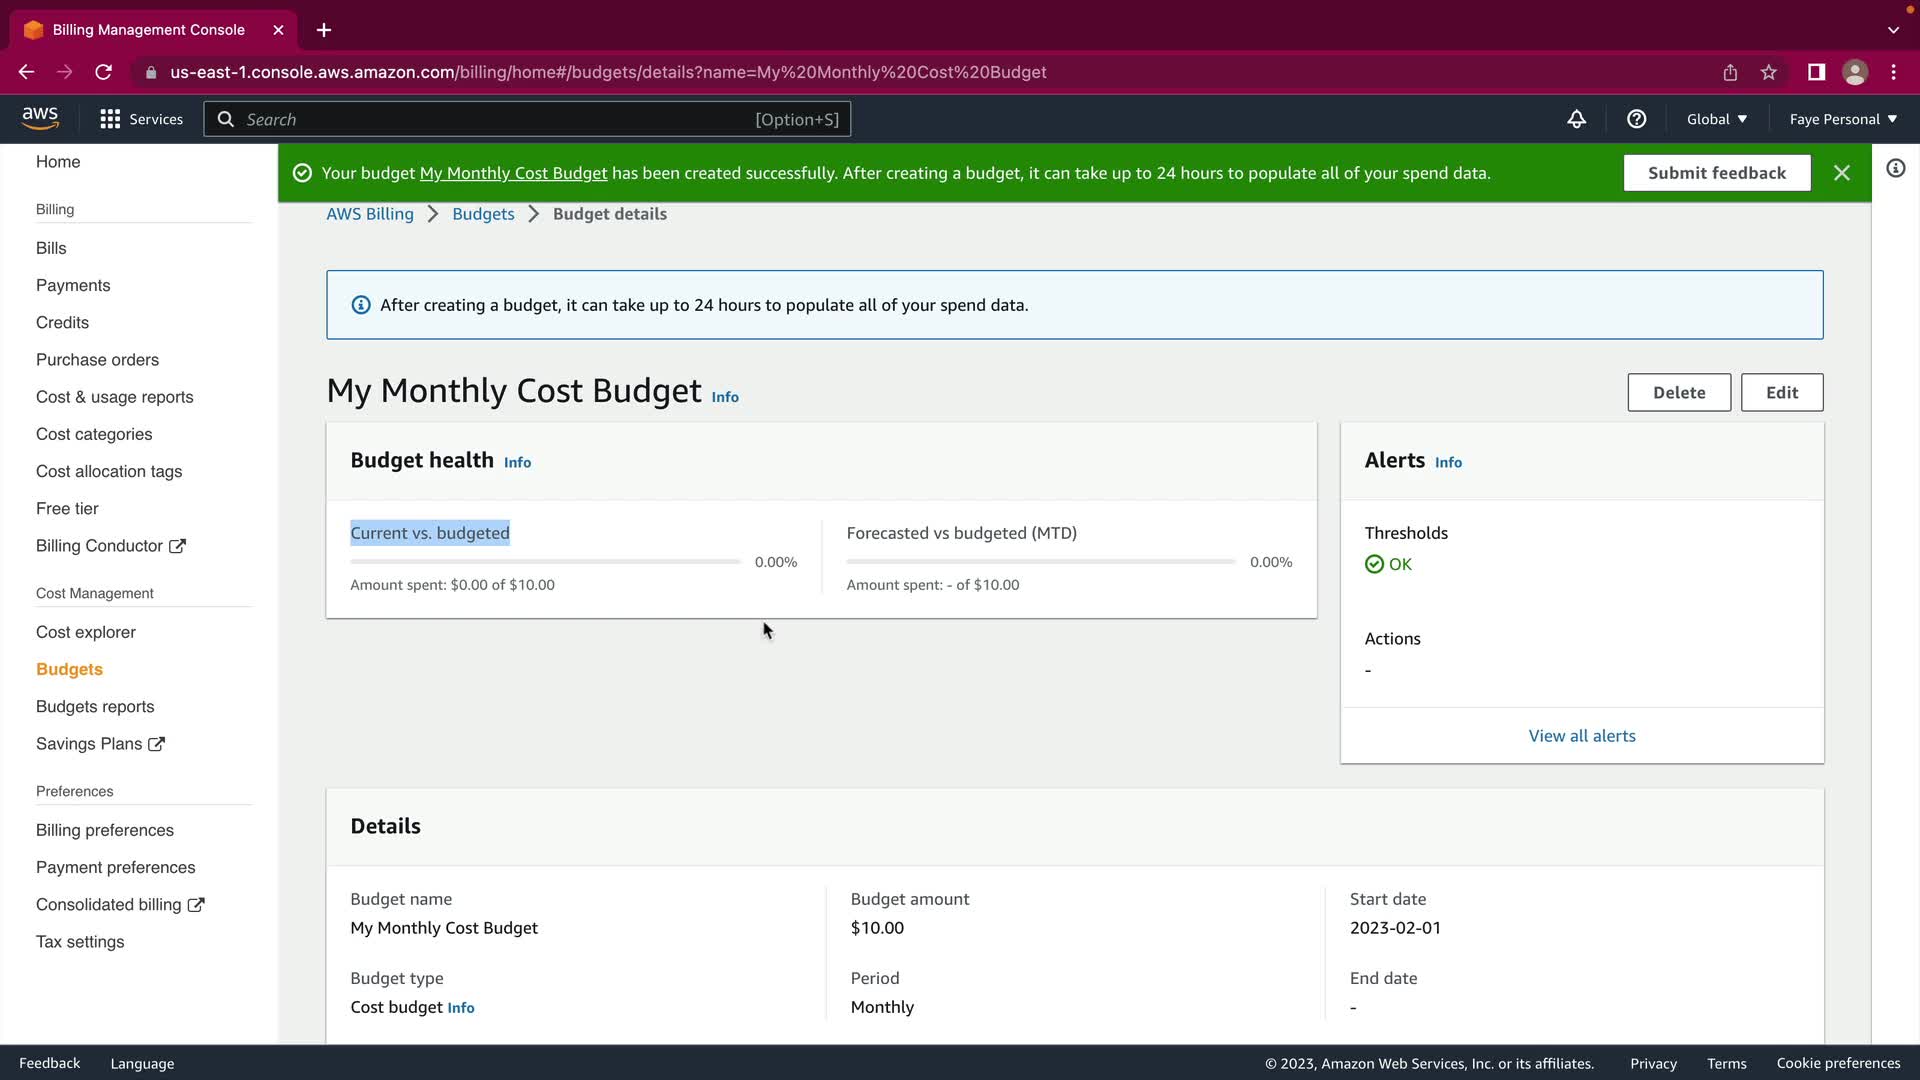 Billing Management Console
us-east-1.console.aws.amazon.com/billing/home#/budgets/details?name=My%20Monthly%20Cost%20Budget
aws Services Search [Option+S] Global Faye Personal
Home
Billing
Bills
Payments
Credits
Purchase orders
Cost & usage reports
Cost categories
Cost allocation tags
Free tier
Billing Conductor
Cost Management
Cost explorer
Budgets
Budgets reports
Savings Plans
Preferences
Billing preferences
Payment preferences
Consolidated billing
Tax settings
Your budget My Monthly Cost Budget has been created successfully. After creating a budget, it can take up to 24 hours to populate all of your spend data. Submit feedback
AWS Billing Budgets Budget details
After creating a budget, it can take up to 24 hours to populate all of your spend data.
My Monthly Cost Budget Info Delete Edit
Budget health Info
Current vs. budgeted
0.00%
Amount spent: $0.00 of $10.00
Forecasted vs budgeted (MTD)
0.00%
Amount spent: - of $10.00
Alerts Info
Thresholds
OK
Actions
-
View all alerts
Details
Budget name
My Monthly Cost Budget
Budget type
Cost budget Info
Budget amount
$10.00
Period
Monthly
Start date
2023-02-01
End date
-
Feedback Language © 2023, Amazon Web Services, Inc. or its affiliates. Privacy Terms Cookie preferences